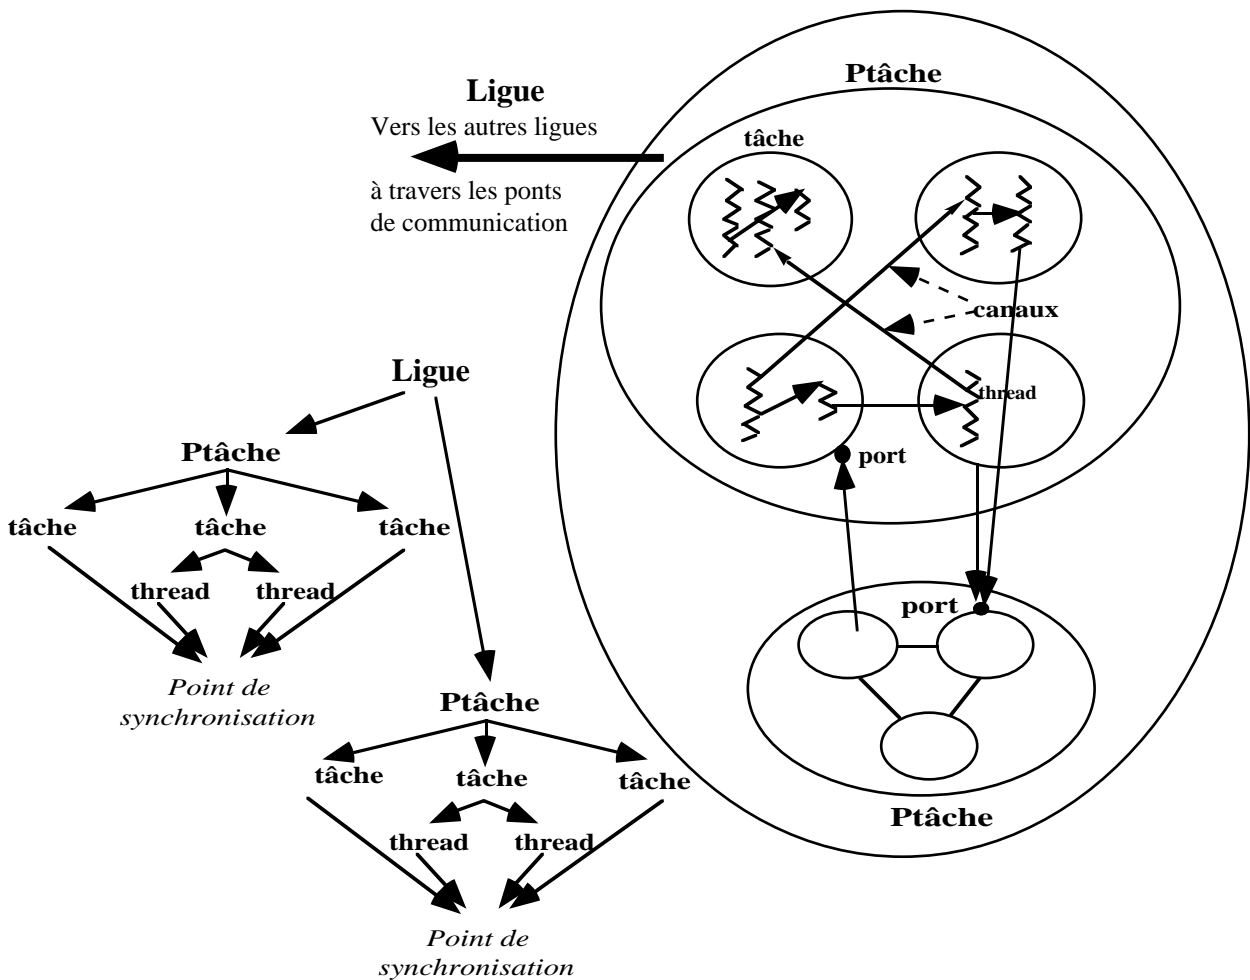 Ptâche
Ligue
Vers les autres ligues
tâche
à travers les ponts
de communication
canaux
Ligue
thread
Ptâche
port
tâche
tâche
tâche
thread
thread
port
Point de
synchronisation
Ptâche
tâche
tâche
tâche
Ptâche
thread
thread
Point de
synchronisation